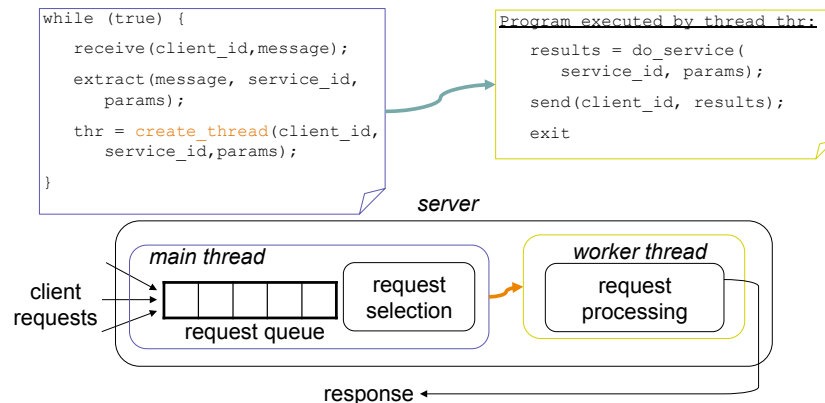 while (true) {
receive(client_id,message);
extract(message, service_id,
params);
thr = create_thread(client_id,
service_id,params);
}
Program executed by thread thr:
results = do_service(
service_id, params);
send(client_id, results);
exit
server
main thread
worker thread
client
requests
request
selection
request
processing
request queue
response